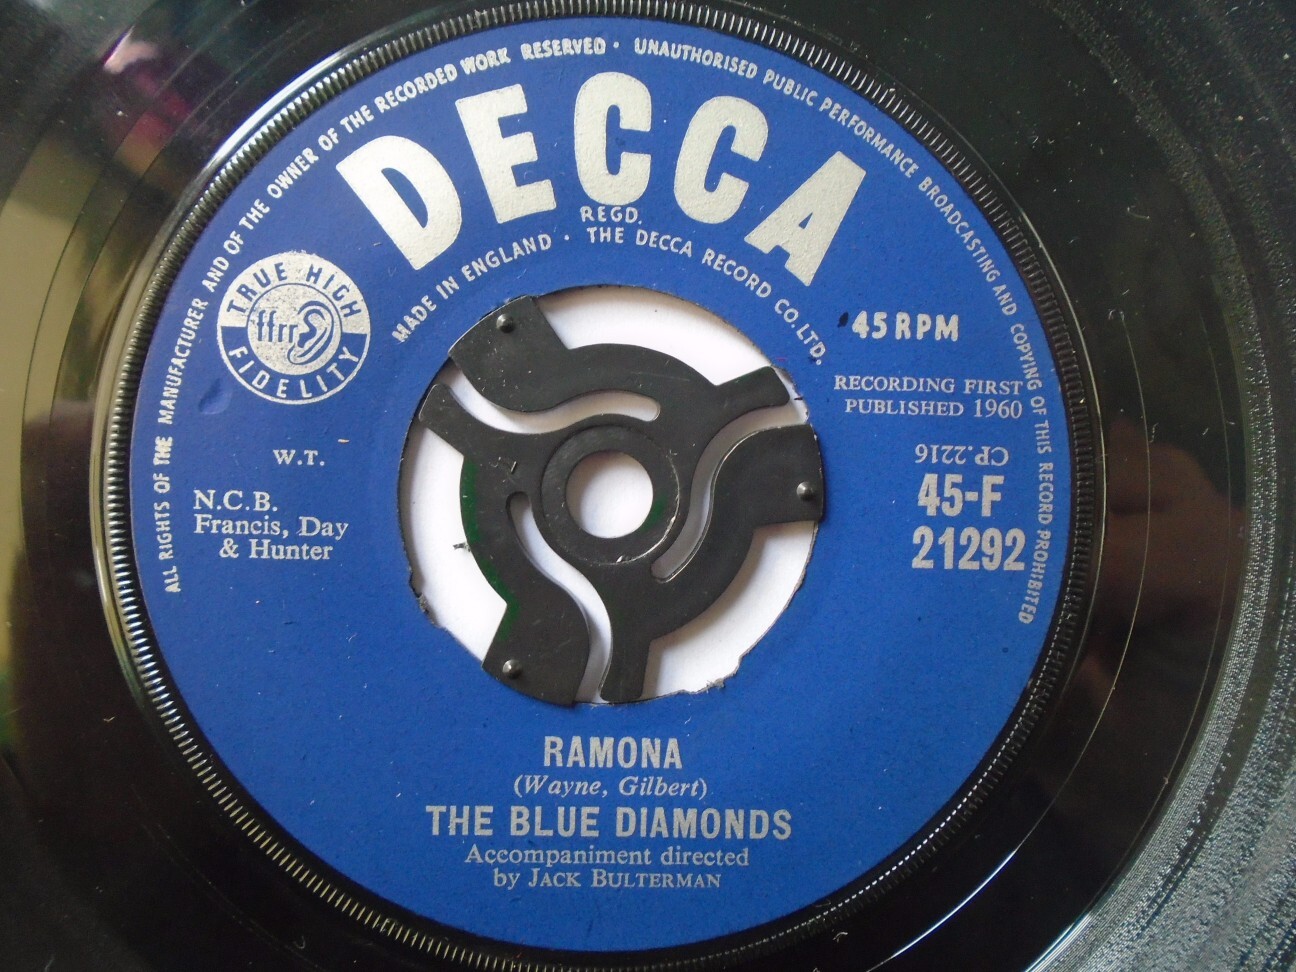 ALL RIGHTS OF THE MANUFACTURER AND OF THE OWNER OF THE RECORDED WORK RESERVED · UNAUTHORISED PUBLIC PERFORMANCE BROADCASTING AND COPYING OF THIS RECORD PROHIBITED
DECCA
REGD.
MADE IN ENGLAND · THE DECCA RECORD CO. LTD.
TRUE HIGH
ffrr
FIDELITY
45 RPM
RECORDING FIRST
PUBLISHED 1960
W.T.
CP.2216
N.C.B.
Francis, Day
& Hunter
45-F
21292
RAMONA
(Wayne, Gilbert)
THE BLUE DIAMONDS
Accompaniment directed
by JACK BULTERMAN